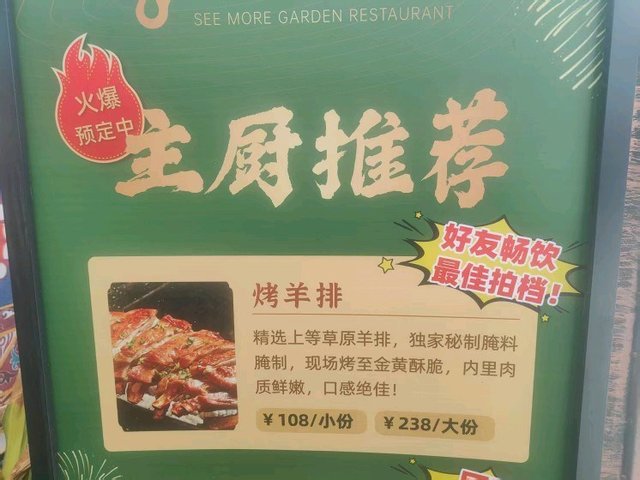 SEE MORE GARDEN RESTAURANT
火爆
预定中
主厨推荐
好友畅饮
最佳拍档！
烤羊排
精选上等草原羊排，独家秘制腌料
腌制，现场烤至金黄酥脆，内里肉
质鲜嫩，口感绝佳！
￥108/小份
￥238/大份